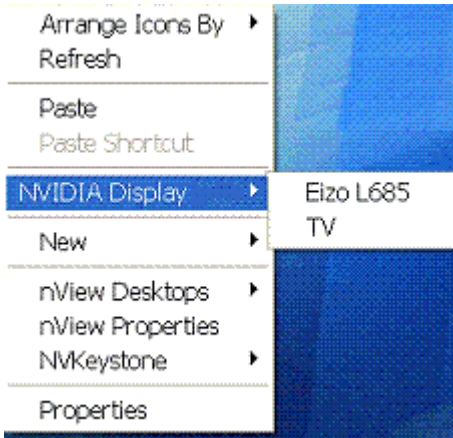 Arrange Icons By
Refresh
Paste
Paste Shortcut
NVIDIA Display
Eizo L685
TV
New
nView Desktops
nView Properties
NVKeystone
Properties